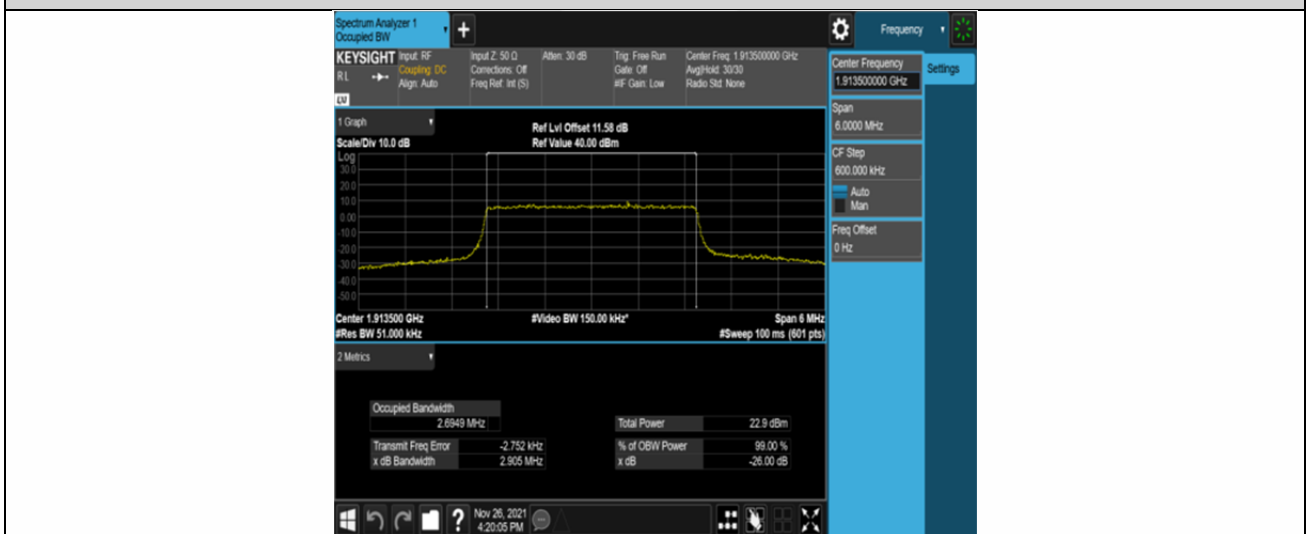 Spectrum Analyzer 1
Occupied BW
+
Frequency
KEYSIGHT
R L
Input: RF
Coupling: DC
Align: Auto
Input Z: 50 Ω
Corrections: Off
Freq Ref: Int (S)
Atten: 30 dB
Trig: Free Run
Gate: Off
#IF Gain: Low
Center Freq: 1.913500000 GHz
Avg|Hold: 30/30
Radio Std: None
1 Graph
Scale/Div 10.0 dB
Ref Lvl Offset 11.58 dB
Ref Value 40.00 dBm
Log
30.0
20.0
10.0
0.00
-10.0
-20.0
-30.0
-40.0
-50.0
Center 1.913500 GHz
#Res BW 51.000 kHz
#Video BW 150.00 kHz*
Span 6 MHz
#Sweep 100 ms (601 pts)
2 Metrics
Occupied Bandwidth
2.6949 MHz
Transmit Freq Error -2.752 kHz
x dB Bandwidth 2.905 MHz
Total Power 22.9 dBm
% of OBW Power 99.00 %
x dB -26.00 dB
Center Frequency
1.913500000 GHz
Settings
Span
6.0000 MHz
CF Step
600.000 kHz
Auto
Man
Freq Offset
0 Hz
?
Nov 26, 2021
4:20:05 PM